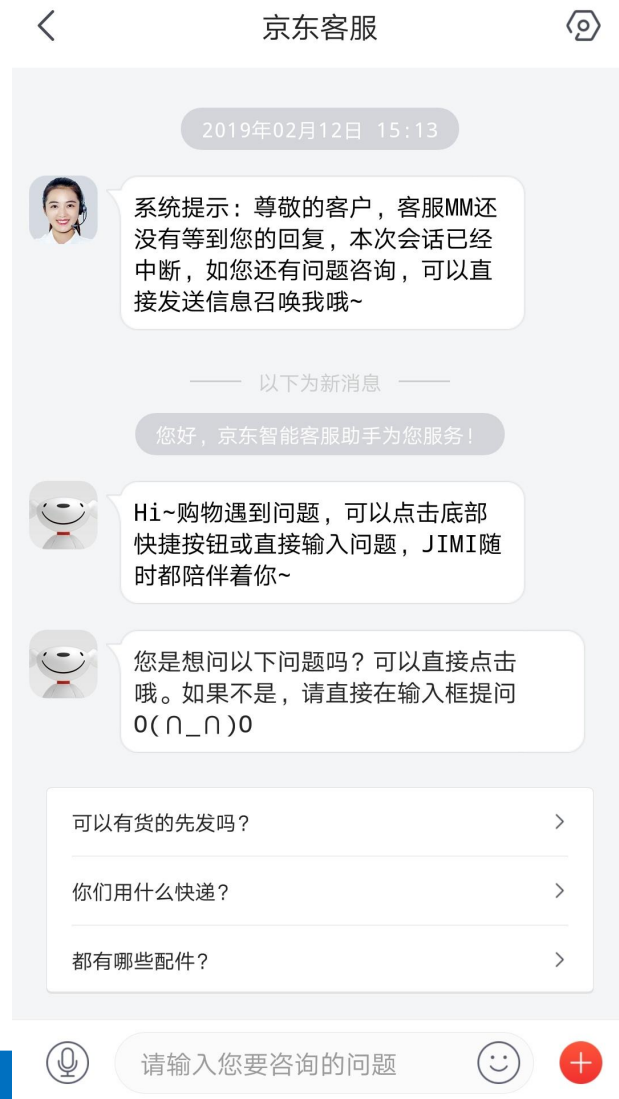 京东客服
2019年02月12日 15:13
系统提示：尊敬的客户，客服MM还
没有等到您的回复，本次会话已经
中断，如您还有问题咨询，可以直
接发送信息召唤我哦~
以下为新消息
您好，京东智能客服助手为您服务！
Hi~购物遇到问题，可以点击底部
快捷按钮或直接输入问题，JIMI随
时都陪伴着你~
您是想问以下问题吗？可以直接点击
哦。如果不是，请直接在输入框提问
O(∩_∩)O
可以有货的先发吗？
你们用什么快递？
都有哪些配件？
请输入您要咨询的问题